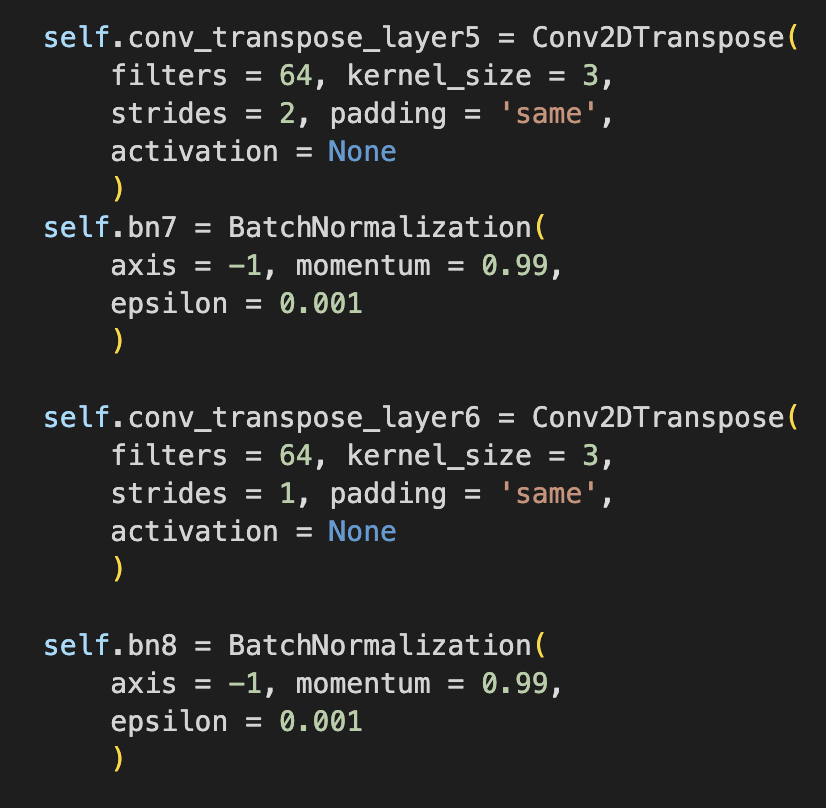 self.conv_transpose_layer5 = Conv2DTranspose(
    filters = 64, kernel_size = 3,
    strides = 2, padding = 'same',
    activation = None
    )
self.bn7 = BatchNormalization(
    axis = -1, momentum = 0.99,
    epsilon = 0.001
    )

self.conv_transpose_layer6 = Conv2DTranspose(
    filters = 64, kernel_size = 3,
    strides = 1, padding = 'same',
    activation = None
    )

self.bn8 = BatchNormalization(
    axis = -1, momentum = 0.99,
    epsilon = 0.001
    )